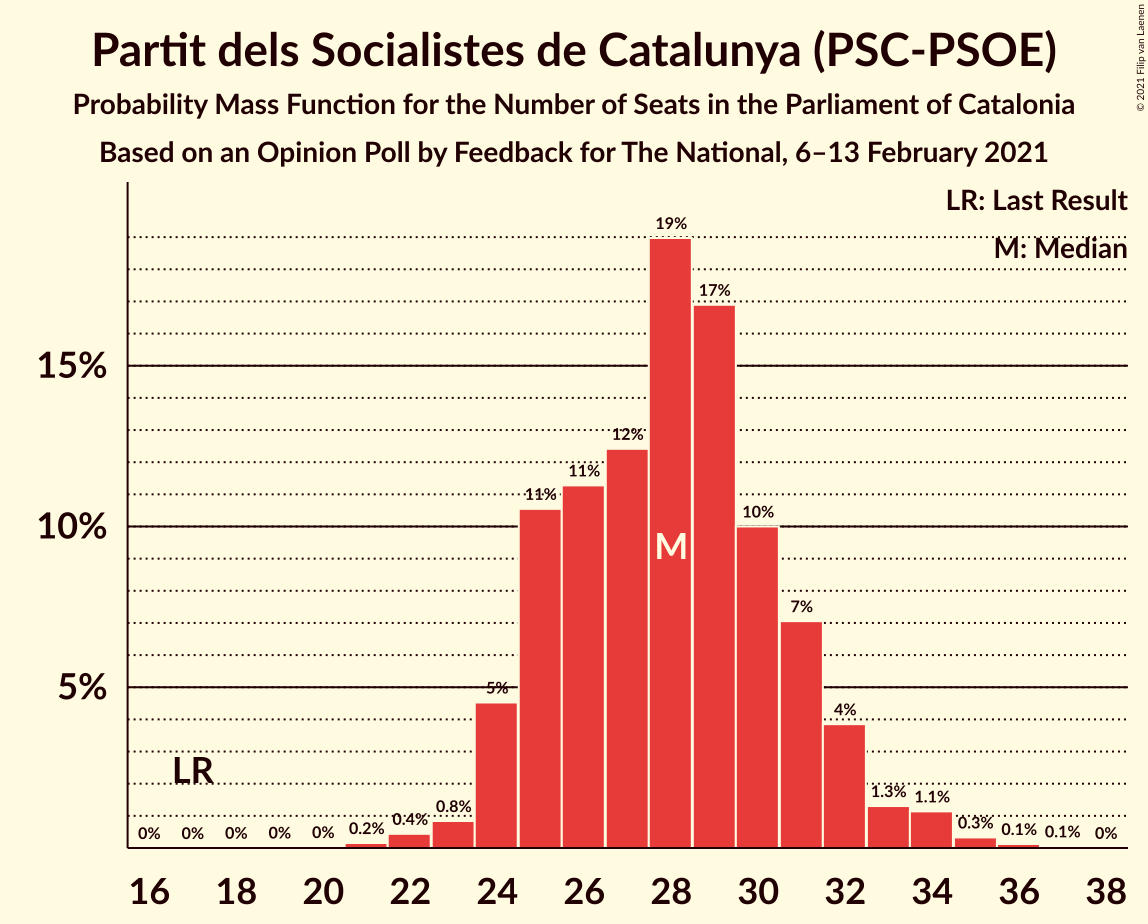 Partit dels Socialistes de Catalunya (PSC-PSOE)
Probability Mass Function for the Number of Seats in the Parliament of Catalonia
Based on an Opinion Poll by Feedback for The National, 6–13 February 2021
© 2021 Filip van Laenen
LR: Last Result
M: Median
15%
10%
5%
0%
0%
0%
0%
0%
0.2%
0.4%
0.8%
5%
11%
11%
12%
19%
17%
10%
7%
4%
1.3%
1.1%
0.3%
0.1%
0.1%
0%
LR
M
16 18 20 22 24 26 28 30 32 34 36 38